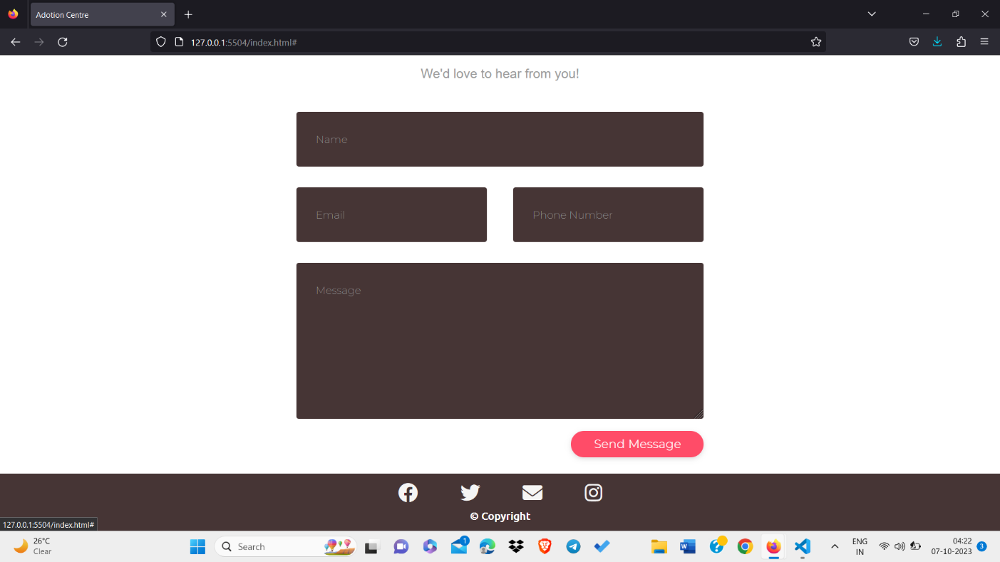 Adotion Centre
127.0.0.1:5504/index.html#
We'd love to hear from you!
Name
Email
Phone Number
Message
Send Message
© Copyright
127.0.0.1:5504/index.html#
26°C
Clear
Search
1
W
ENG
IN
04:22
07-10-2023
3